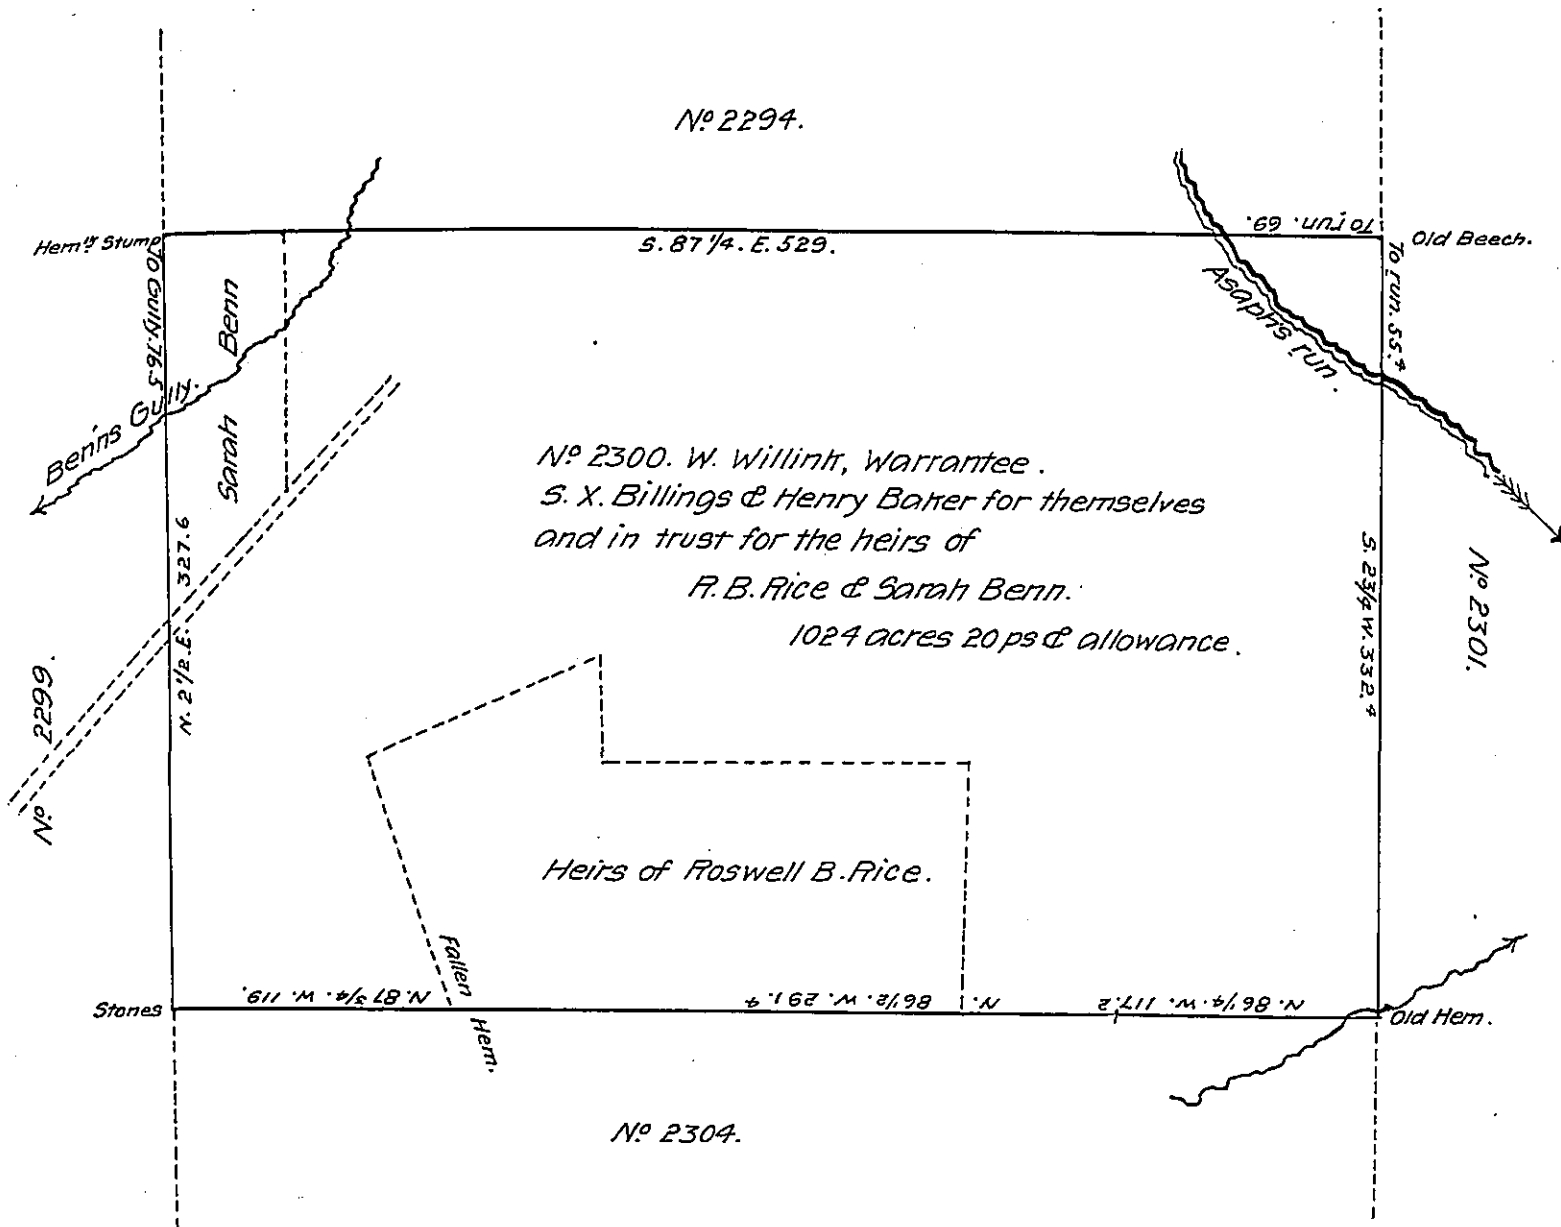 Nº 2294.
Hem. Stump
S. 87 1/4. E. 529.
To run. 69.
Old Beech.
To Gully. 76.5
To run. 55.4
Sarah Benn
Benn's Gully.
Asaph's run.
Nº 2300. W. Willink, Warrantee.
S. X. Billings & Henry Baker for themselves
and in trust for the heirs of
R. B. Rice & Sarah Benn.
1024 acres 20 ps & allowance.
N. 2 1/2. E. 327.6
S. 2 3/4 W. 332.4
Nº 2299.
Nº 2301.
Heirs of Roswell B. Rice.
Fallen Hem.
Stones
N. 87 3/4. W. 119.
N. 86 1/2. W. 291.4
N. 86 1/4. W. 117.2
Old Hem.
Nº 2304.